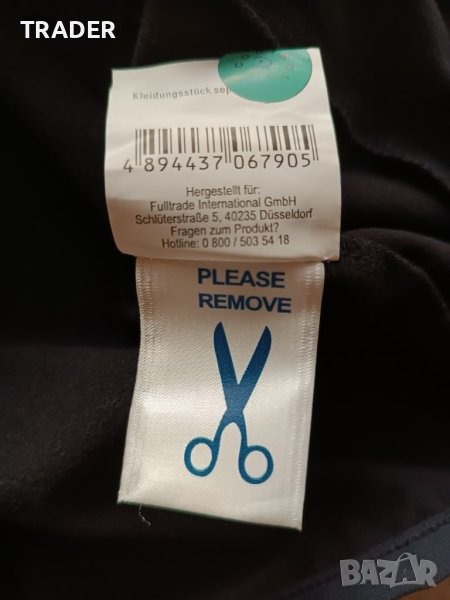 TRADER
Kleidungsstück
4 894437 067905
Hergestellt für:
Fulltrade International GmbH
Schlüterstraße 5, 40235 Düsseldorf
Fragen zum Produkt?
Hotline: 0 800 / 503 54 18
PLEASE
REMOVE
BAZAR